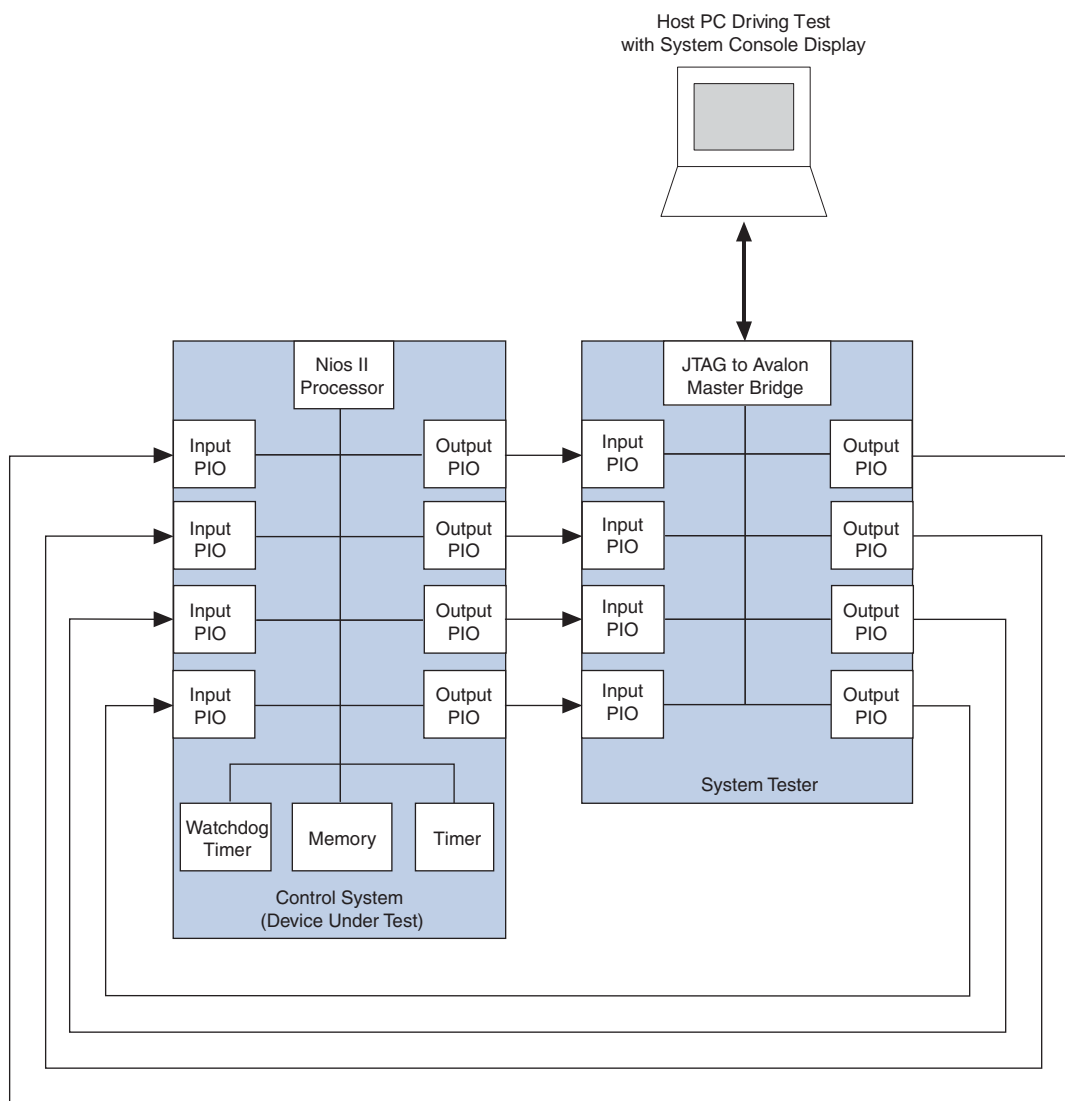 Host PC Driving Test
with System Console Display
Nios II
Processor
JTAG to Avalon
Master Bridge
Input
PIO
Output
PIO
Input
PIO
Output
PIO
Input
PIO
Output
PIO
Input
PIO
Output
PIO
Input
PIO
Output
PIO
Input
PIO
Output
PIO
Input
PIO
Output
PIO
Input
PIO
Output
PIO
System Tester
Watchdog
Timer
Memory
Timer
Control System
(Device Under Test)